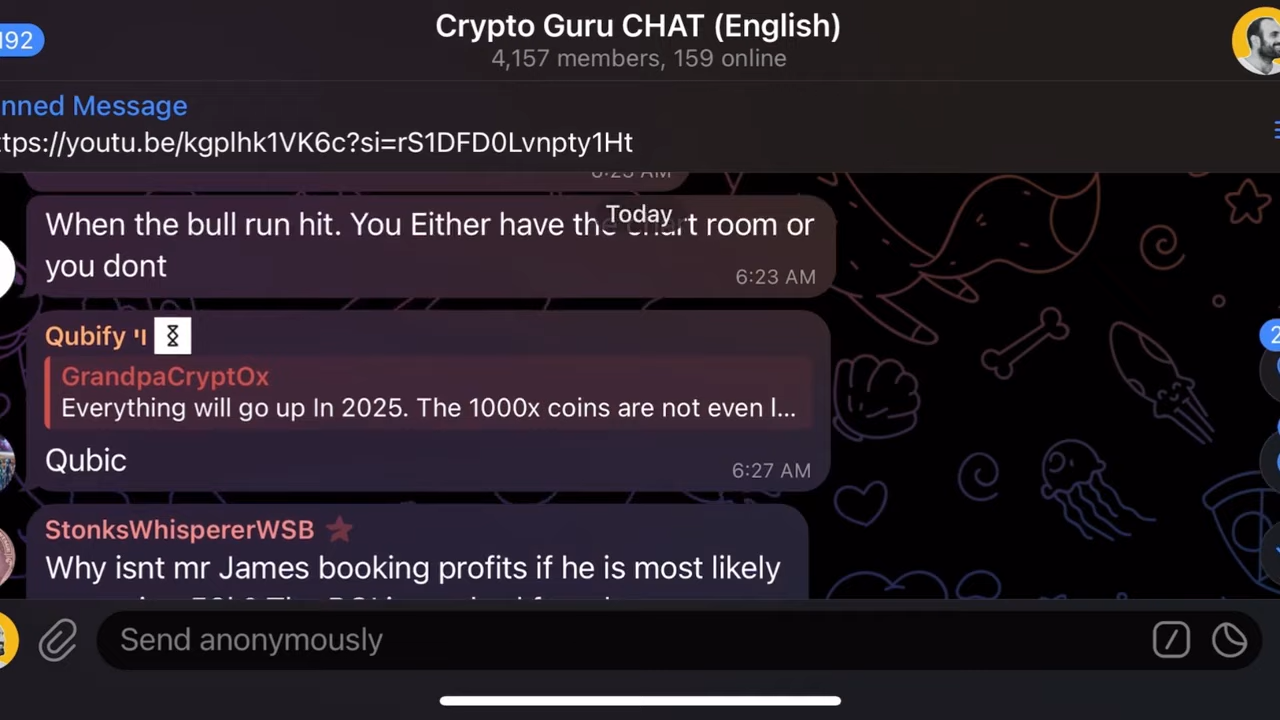 192
Crypto Guru CHAT (English)
4,157 members, 159 online
nned Message
ttps://youtu.be/kgplhk1VK6c?si=rS1DFD0Lvnpty1Ht
6:23 AM
Today
When the bull run hit. You Either have the chart room or
you dont
6:23 AM
Qubify
GrandpaCryptOx
Everything will go up In 2025. The 1000x coins are not even l...
Qubic
6:27 AM
2
StonksWhispererWSB
Why isnt mr James booking profits if he is most likely
Send anonymously